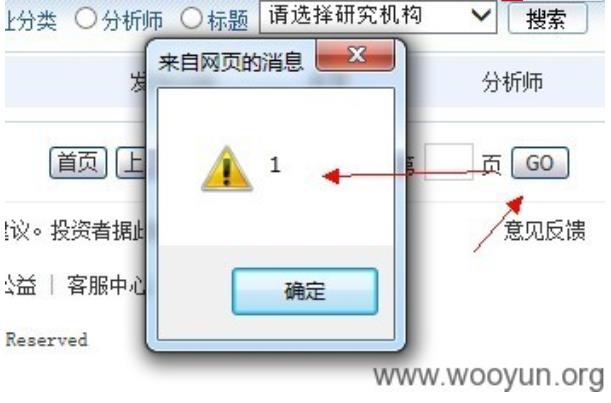 分类 分析师 标题 请选择研究机构 搜索
来自网页的消息
发 分析师
1
首页 上 页 GO
议。投资者据此 意见反馈
公益 | 客服中心
确定
Reserved
www.wooyun.org